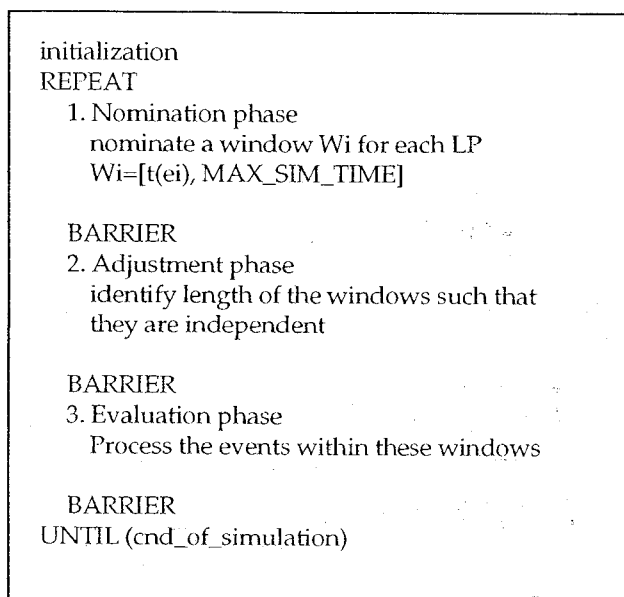 initialization
REPEAT
1. Nomination phase
nominate a window Wi for each LP
Wi=[t(ei), MAX_SIM_TIME]
BARRIER
2. Adjustment phase
identify length of the windows such that
they are independent
BARRIER
3. Evaluation phase
Process the events within these windows
BARRIER
UNTIL (cnd_of_simulation)